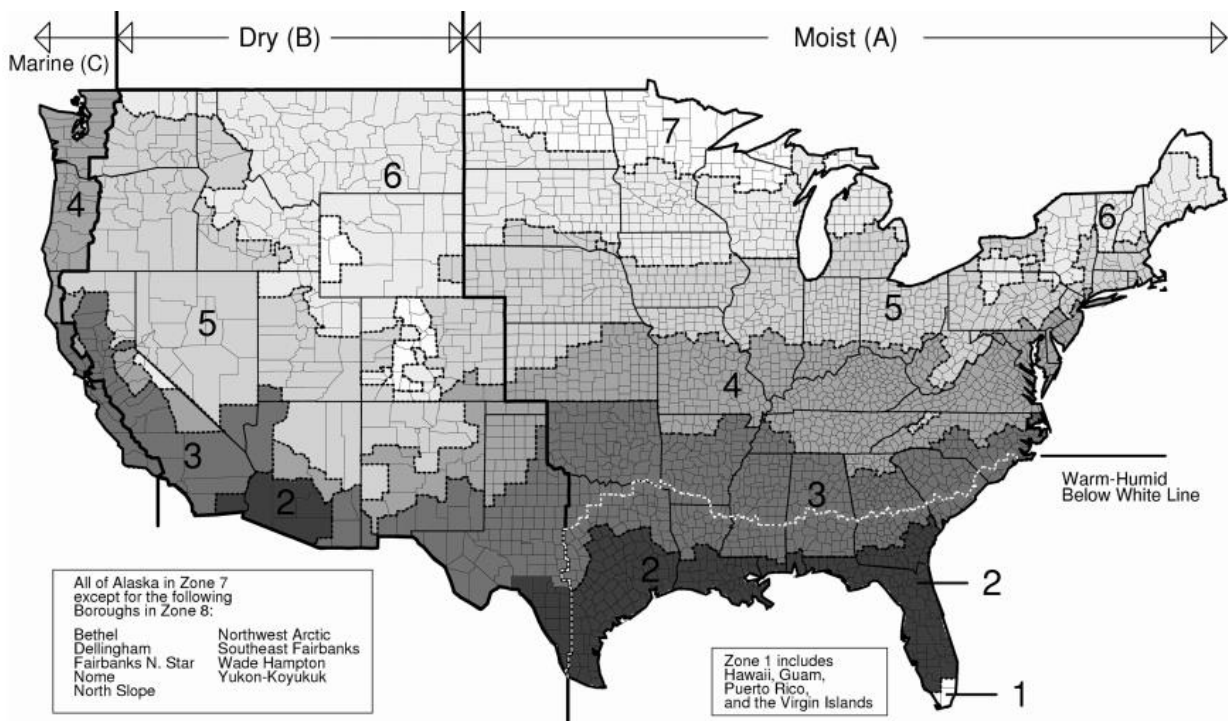 Marine (C)
Dry (B)
Moist (A)
7
6
4
6
5
5
4
3
3
2
2
Warm-Humid
Below White Line
2
1
All of Alaska in Zone 7
except for the following
Boroughs in Zone 8:
Bethel
Dellingham
Fairbanks N. Star
Nome
North Slope
Northwest Arctic
Southeast Fairbanks
Wade Hampton
Yukon-Koyukuk
Zone 1 includes
Hawaii, Guam,
Puerto Rico,
and the Virgin Islands